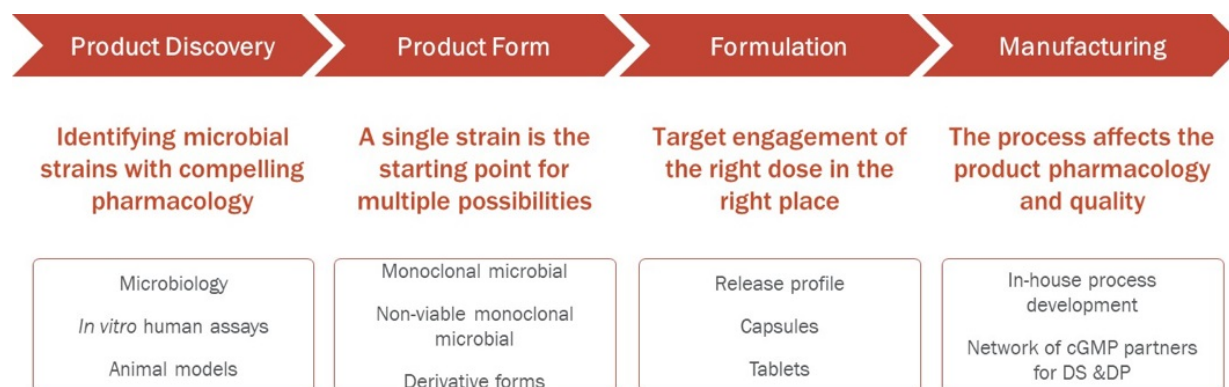 Product Discovery
Product Form
Formulation
Manufacturing
Identifying microbial
strains with compelling
pharmacology
A single strain is the
starting point for
multiple possibilities
Target engagement of
the right dose in the
right place
The process affects the
product pharmacology
and quality
Microbiology
In vitro human assays
Animal models
Monoclonal microbial
Non-viable monoclonal
microbial
Derivative forms
Release profile
Capsules
Tablets
In-house process
development
Network of cGMP partners
for DS &DP